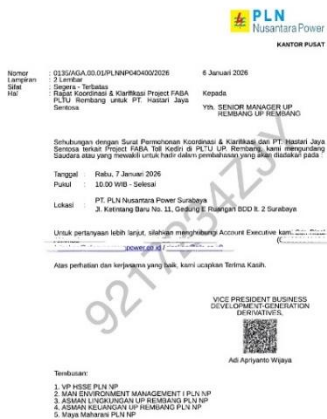 PLN
Nusantara Power
KANTOR PUSAT
Nomor : 0135/AGA.00.01/PLNNP040400/2026 6 Januari 2026
Lampiran : 2 Lembar
Sifat : Segera - Terbatas
Hal : Rapat Koordinasi & Klarifikasi Project FABA Kepada
PLTU Rembang untuk PT. Hastari Jaya
Sentosa Yth. SENIOR MANAGER UP
REMBANG UP REMBANG
Sehubungan dengan Surat Permohonan Koordinasi & Klarifikasi dari PT. Hastari Jaya
Sentosa terkait Project FABA Toll Kediri di PLTU UP. Rembang, kami mengundang
Saudara atau yang mewakili untuk hadir dalam pembahasan yang akan diadakan pada :
Tanggal : Rabu, 7 Januari 2026
Pukul : 10.00 WIB - Selesai
Lokasi : PT. PLN Nusantara Power Surabaya
Jl. Ketintang Baru No. 11, Gedung E Ruangan BDD lt. 2 Surabaya
Untuk pertanyaan lebih lanjut, silahkan menghubungi Account Executive kami,
power.co.id /
Atas perhatian dan kerjasama yang baik, kami ucapkan Terima Kasih.
9217234ZJY
VICE PRESIDENT BUSINESS
DEVELOPMENT-GENERATION
DERIVATIVES,
Adi Apriyanto Wijaya
Tembusan:
1. VP HSSE PLN NP
2. MAN ENVIRONMENT MANAGEMENT I PLN NP
3. ASMAN LINGKUNGAN UP REMBANG PLN NP
4. ASMAN KEUANGAN UP REMBANG PLN NP
5. Maya Maharani PLN NP